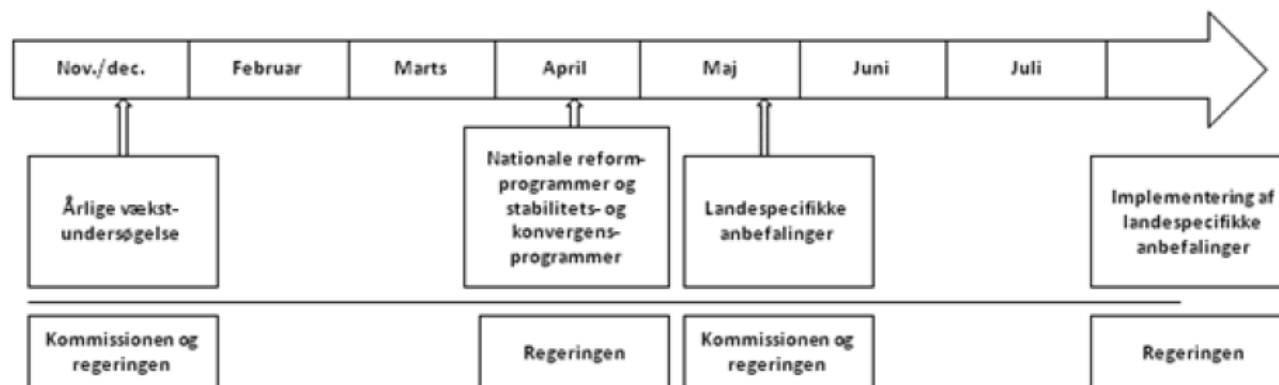 Nov./dec.
Februar
Marts
April
Maj
Juni
Juli
Årlige vækst-
undersøgelse
Nationale reform-
programmer og
stabilitets- og
konvergens-
programmer
Landespecifikke
anbefalinger
Implementering af
landespecifikke
anbefalinger
Kommissionen og
regeringen
Regeringen
Kommissionen og
regeringen
Regeringen